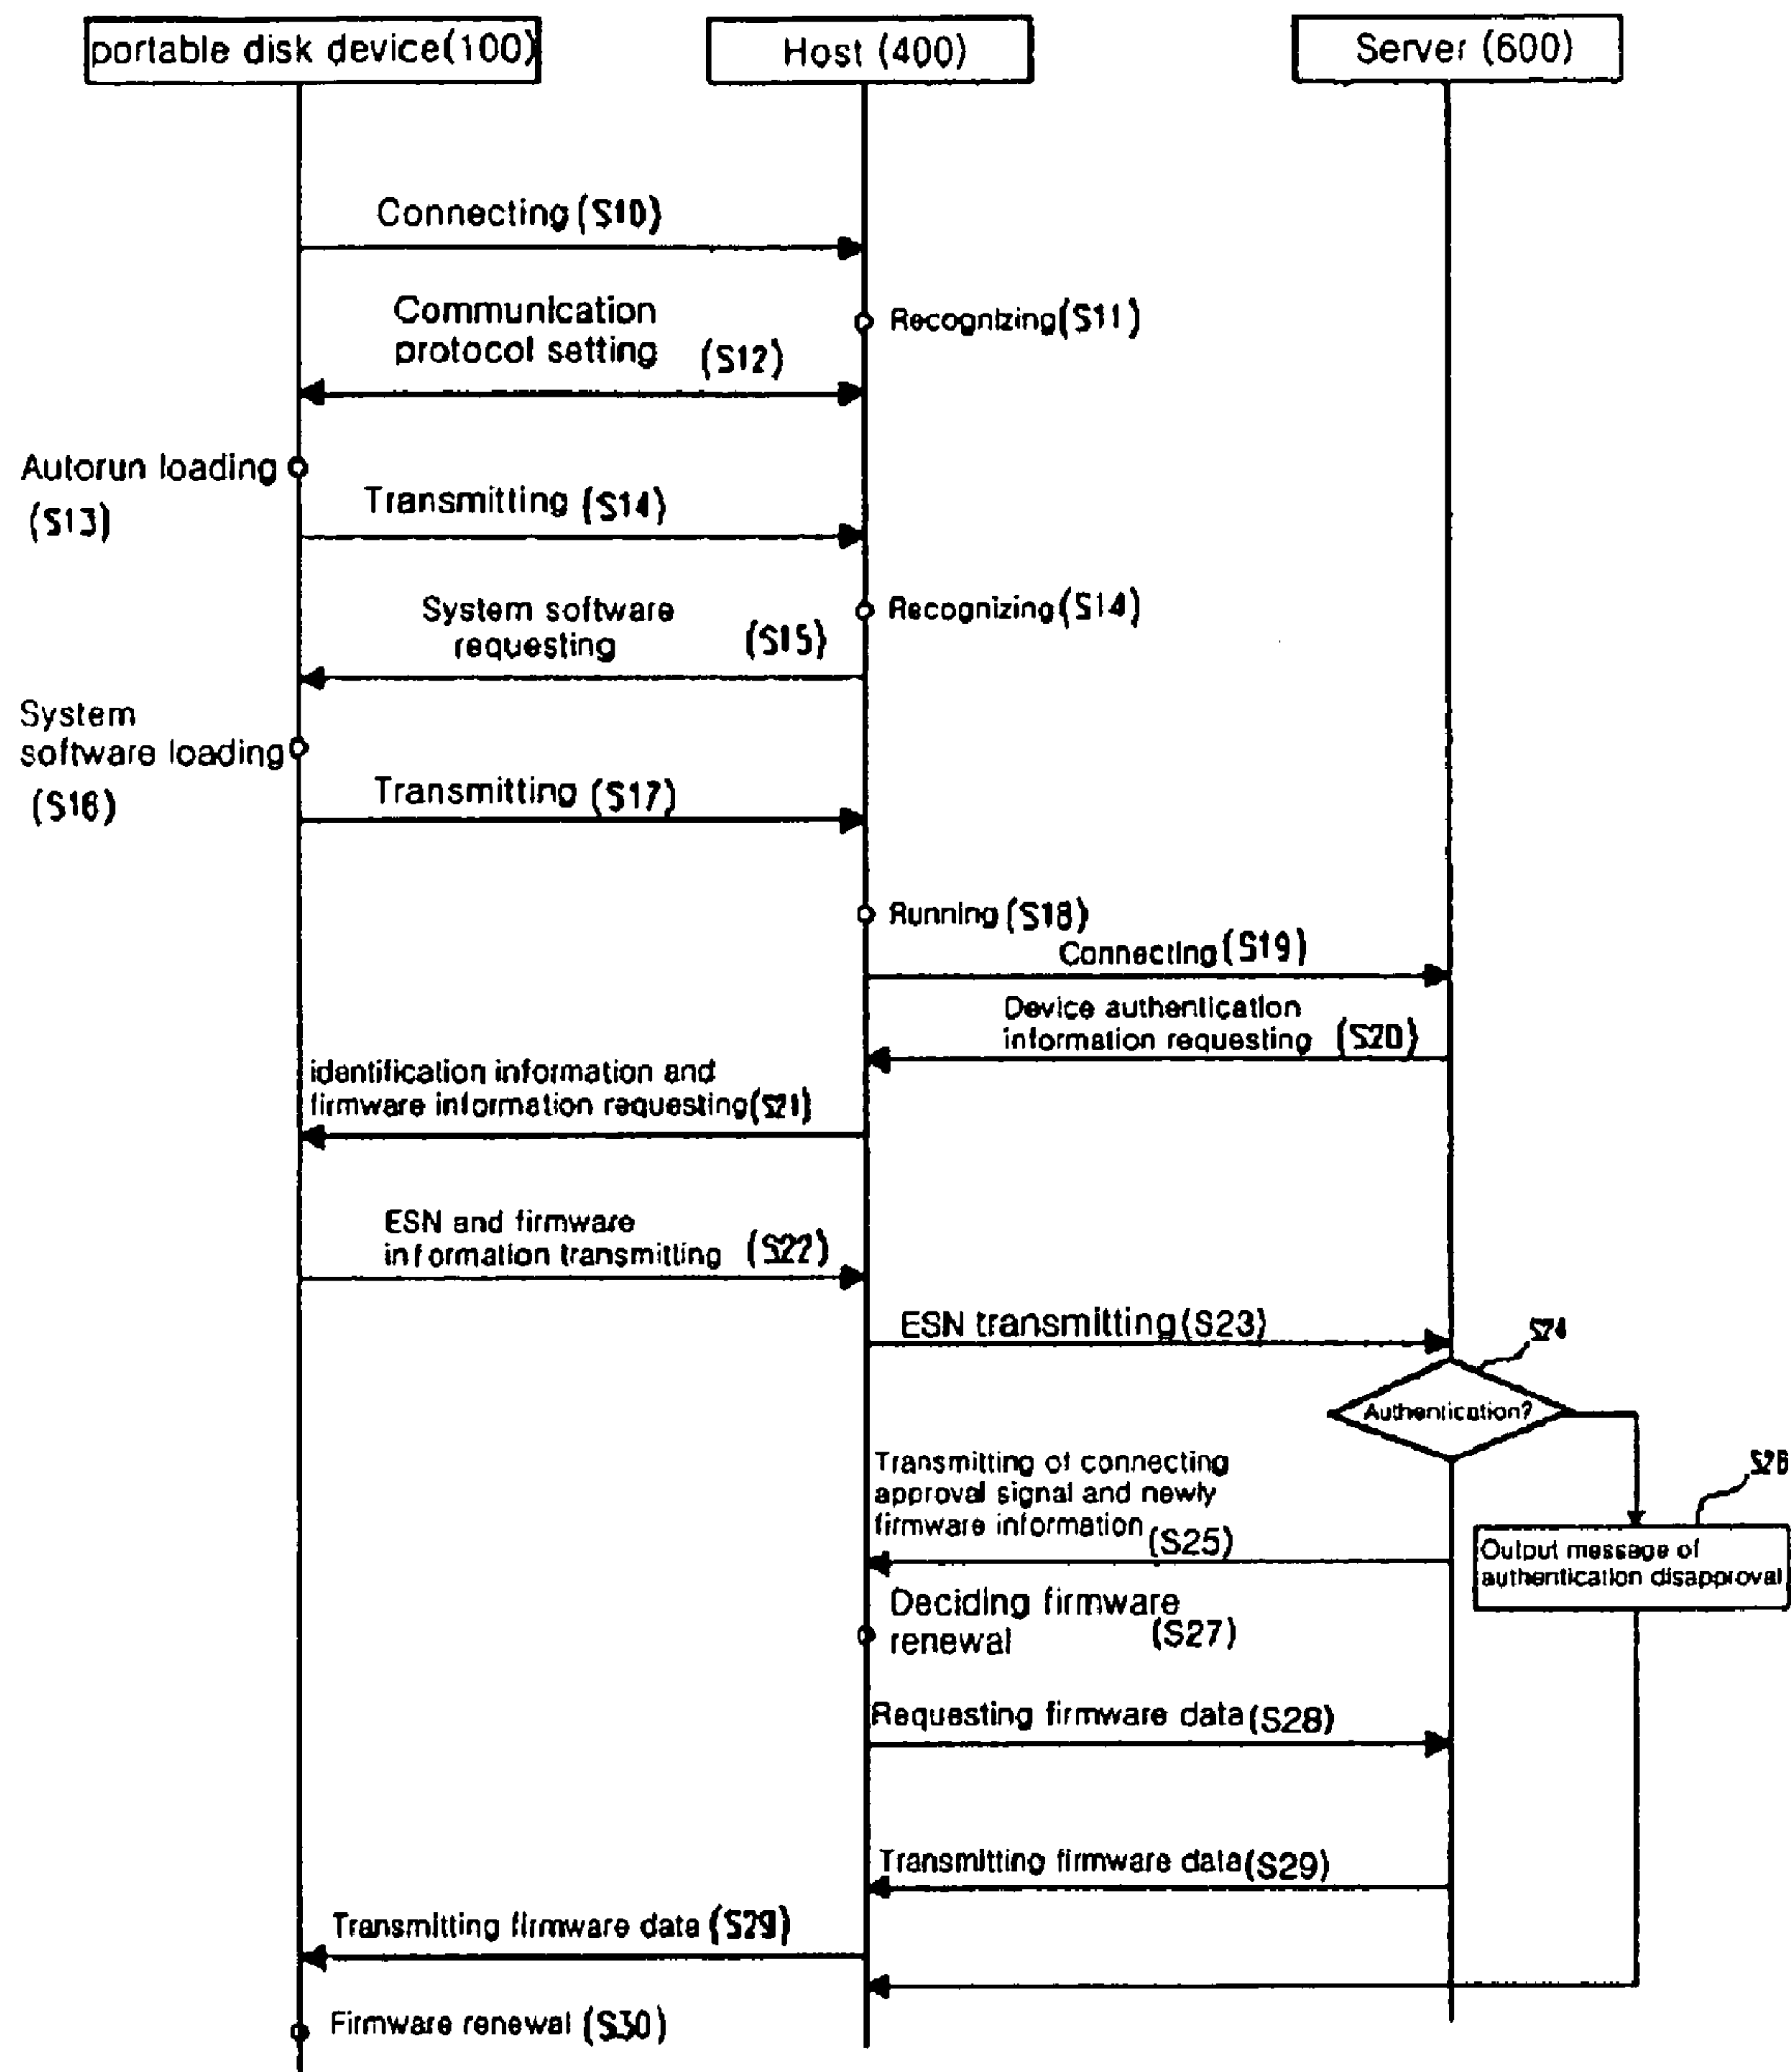 portable disk device(100)
Host (400)
Server (600)
Connecting (S10)
Communication
protocol setting (S12)
Recognizing(S11)
Autorun loading
(S13)
Transmitting (S14)
Recognizing(S14)
System software
requesting (S15)
System
software loading
(S16)
Transmitting (S17)
Running (S18)
Connecting (S19)
Device authentication
information requesting (S20)
identification information and
firmware information requesting(S21)
ESN and firmware
information transmitting (S22)
ESN transmitting(S23)
S24
Authentication?
Transmitting of connecting
approval signal and newly
firmware information (S25)
S26
Output message of
authentication disapproval
Deciding firmware
renewal (S27)
Requesting firmware data(S28)
Transmitting firmware data(S29)
Transmitting firmware data (S29)
Firmware renewal (S30)